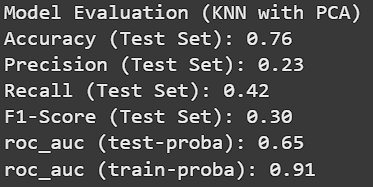 Model Evaluation (KNN with PCA)
Accuracy (Test Set): 0.76
Precision (Test Set): 0.23
Recall (Test Set): 0.42
F1-Score (Test Set): 0.30
roc_auc (test-proba): 0.65
roc_auc (train-proba): 0.91